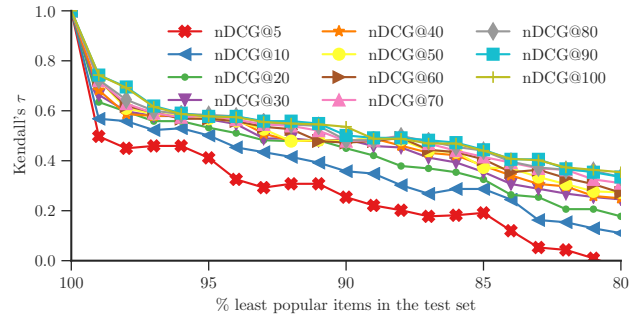 1.0
0.8
0.6
0.4
0.2
0.0
Kendall's τ
nDCG@5
nDCG@10
nDCG@20
nDCG@30
nDCG@40
nDCG@50
nDCG@60
nDCG@70
nDCG@80
nDCG@90
nDCG@100
100
95
90
85
80
% least popular items in the test set